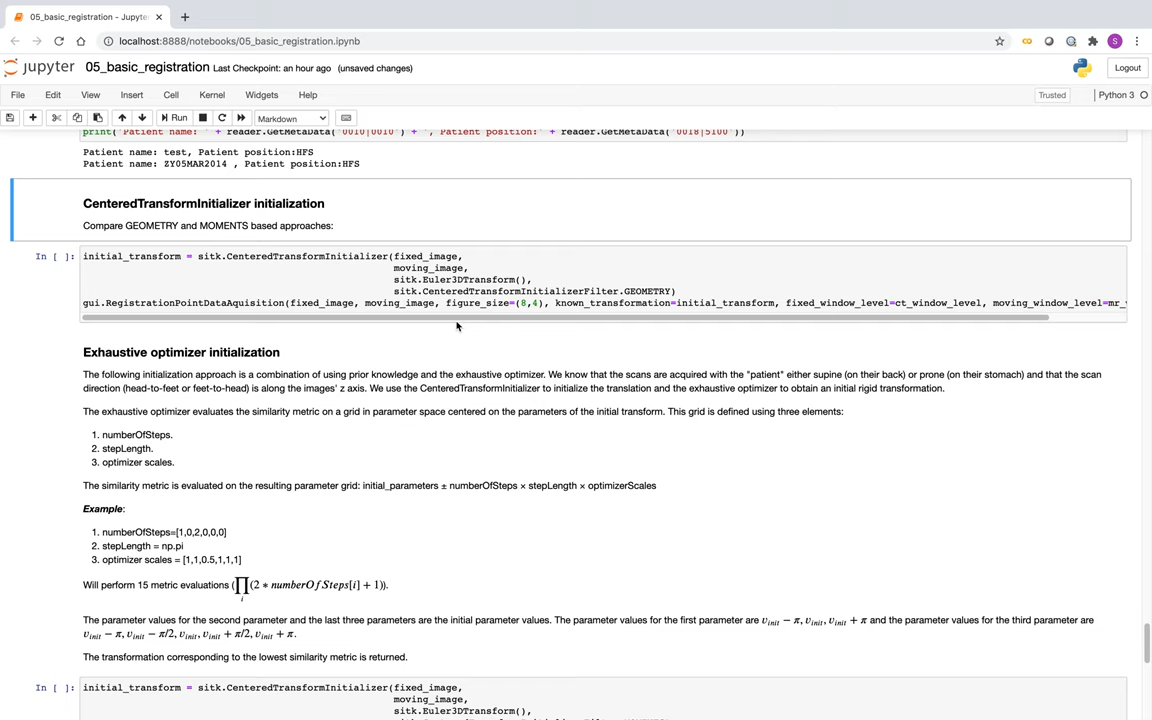 05_basic_registration - Jupyter
localhost:8888/notebooks/05_basic_registration.ipynb
S
jupyter 05_basic_registration Last Checkpoint: an hour ago (unsaved changes)
Logout
File Edit View Insert Cell Kernel Widgets Help
Trusted
Python 3
Run
Markdown
print('Patient name: ' + reader.GetMetaData('0010|0010') + ', Patient position:' + reader.GetMetaData('0018|5100'))
Patient name: test, Patient position:HFS
Patient name: ZY05MAR2014 , Patient position:HFS
CenteredTransformInitializer initialization
Compare GEOMETRY and MOMENTS based approaches:
In [ ]: initial_transform = sitk.CenteredTransformInitializer(fixed_image,
moving_image,
sitk.Euler3DTransform(),
sitk.CenteredTransformInitializerFilter.GEOMETRY)
gui.RegistrationPointDataAquisition(fixed_image, moving_image, figure_size=(8,4), known_transformation=initial_transform, fixed_window_level=ct_window_level, moving_window_level=mr_
Exhaustive optimizer initialization
The following initialization approach is a combination of using prior knowledge and the exhaustive optimizer. We know that the scans are acquired with the "patient" either supine (on their back) or prone (on their stomach) and that the scan
direction (head-to-feet or feet-to-head) is along the images' z axis. We use the CenteredTransformInitializer to initialize the translation and the exhaustive optimizer to obtain an initial rigid transformation.
The exhaustive optimizer evaluates the similarity metric on a grid in parameter space centered on the parameters of the initial transform. This grid is defined using three elements:
1. numberOfSteps.
2. stepLength.
3. optimizer scales.
The similarity metric is evaluated on the resulting parameter grid: initial_parameters ± numberOfSteps × stepLength × optimizerScales
Example:
1. numberOfSteps=[1,0,2,0,0,0]
2. stepLength = np.pi
3. optimizer scales = [1,1,0.5,1,1,1]
Will perform 15 metric evaluations (∏i(2 * numberOfSteps[i] + 1)).
The parameter values for the second parameter and the last three parameters are the initial parameter values. The parameter values for the first parameter are v_init − π, v_init, v_init + π and the parameter values for the third parameter are
v_init − π, v_init − π/2, v_init, v_init + π/2, v_init + π.
The transformation corresponding to the lowest similarity metric is returned.
In [ ]: initial_transform = sitk.CenteredTransformInitializer(fixed_image,
moving_image,
sitk.Euler3DTransform(),